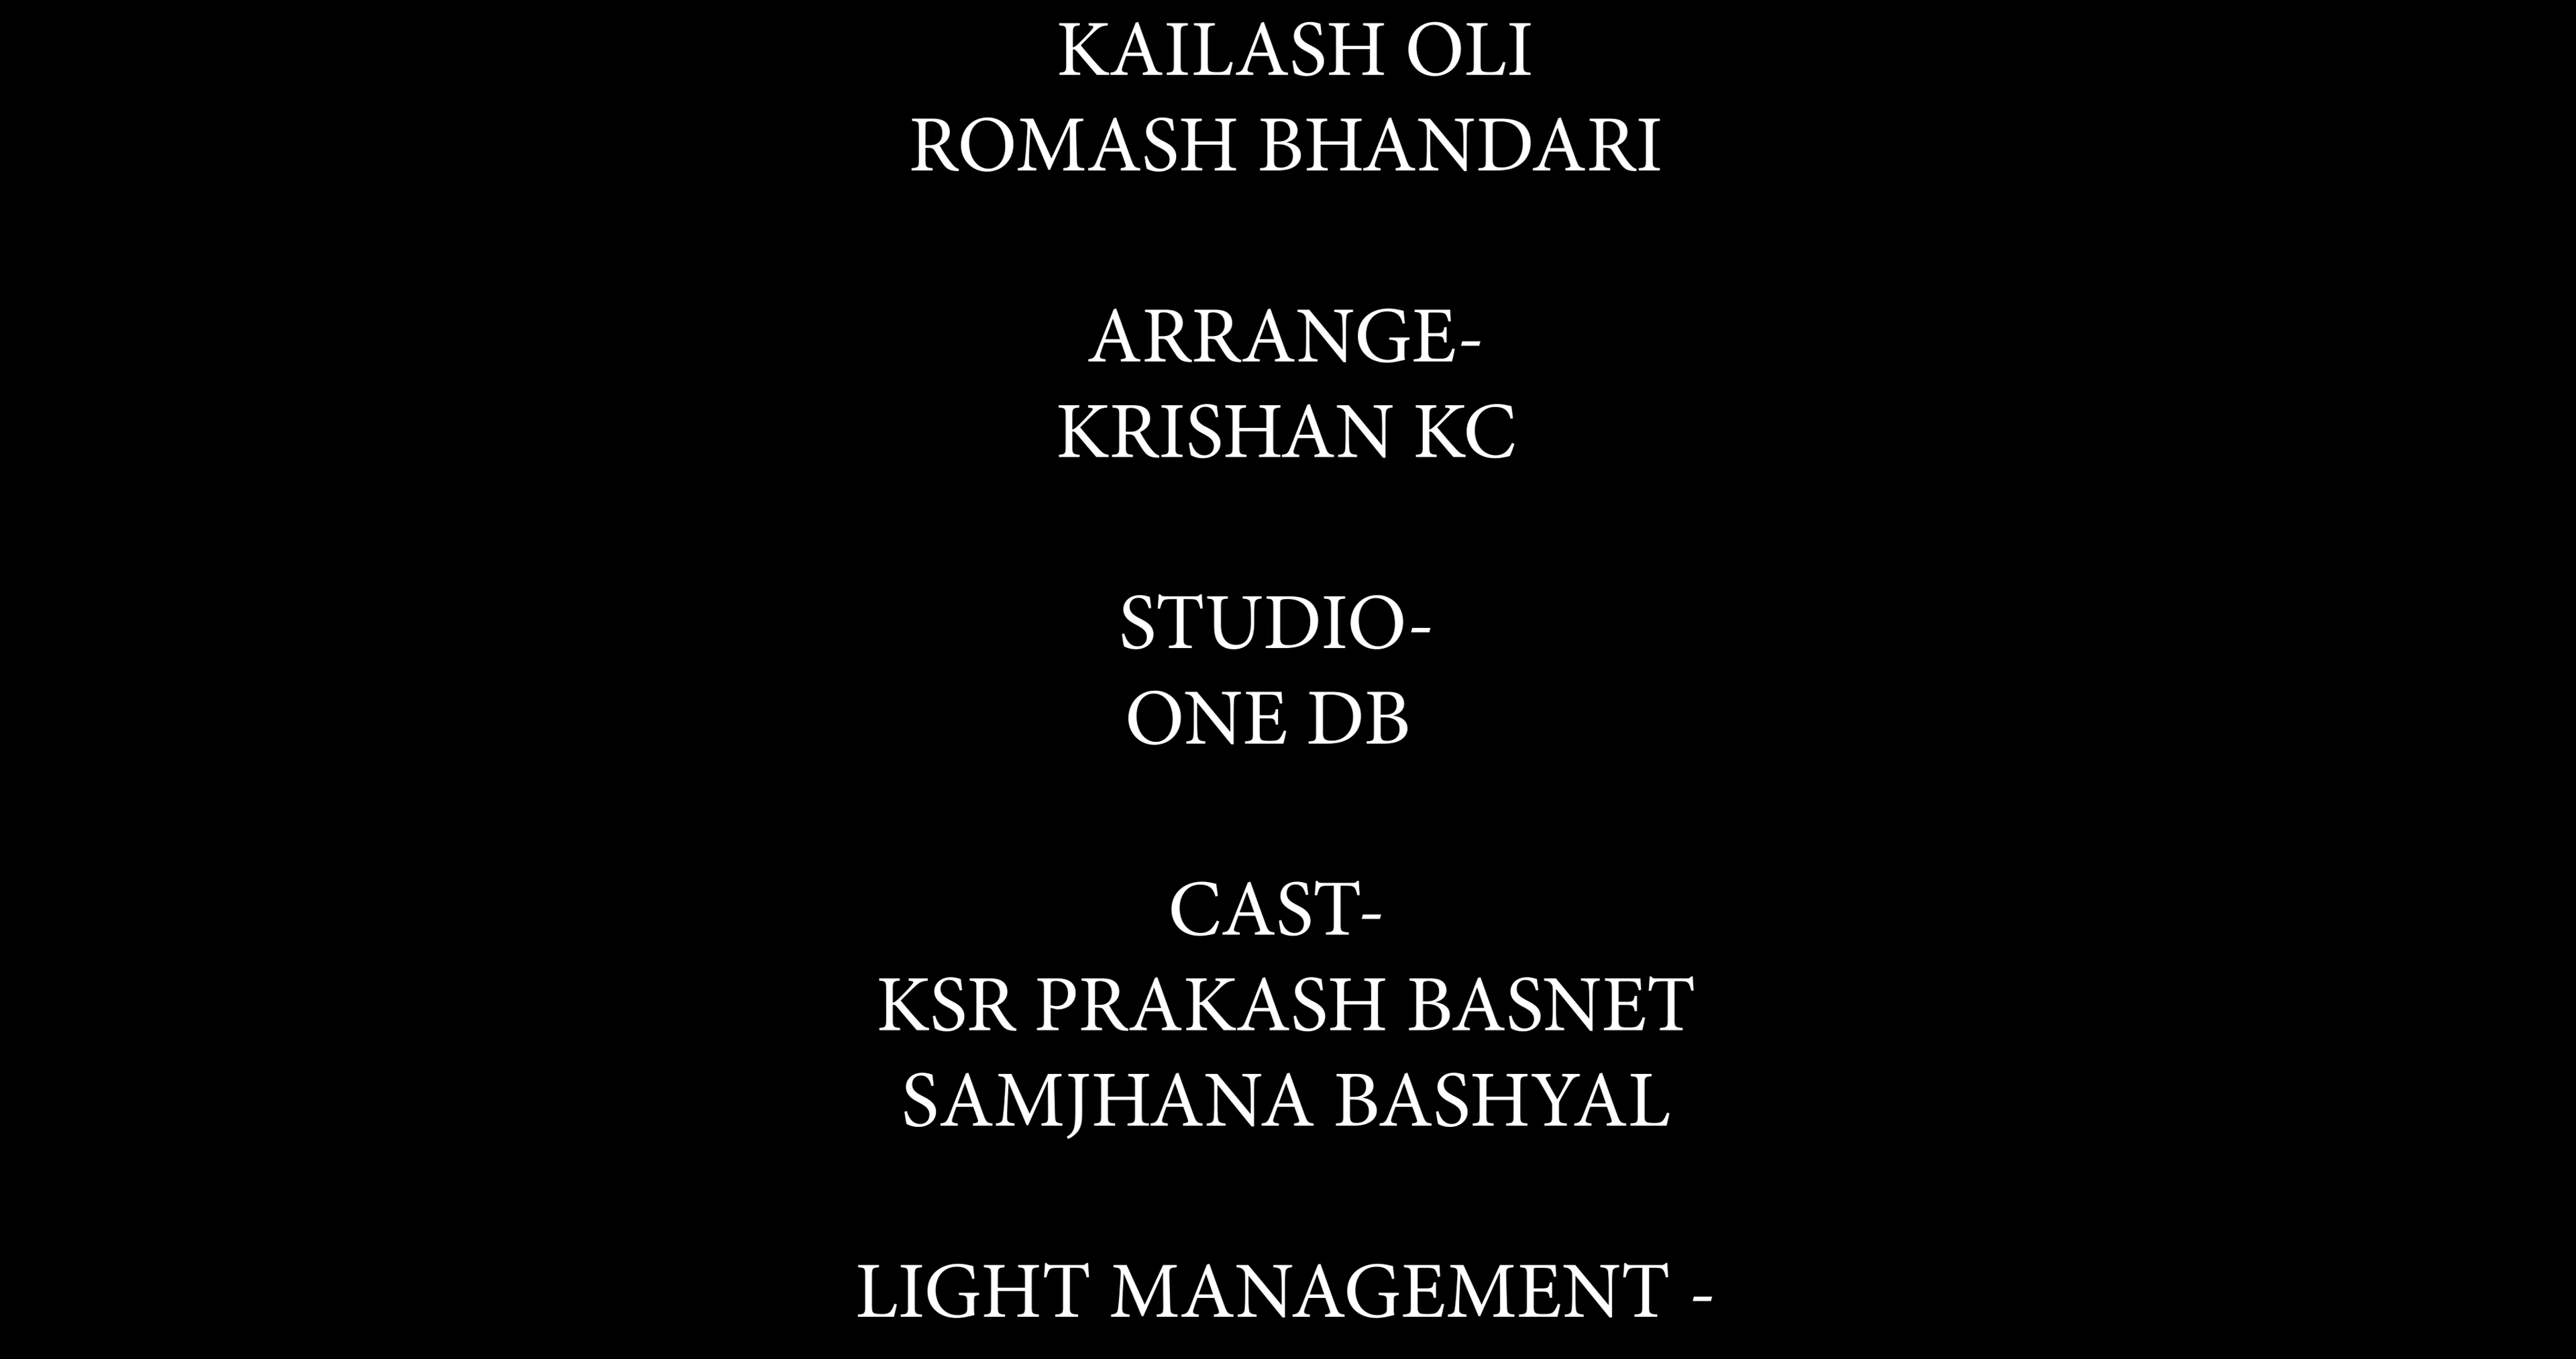 KAILASH OLI
ROMASH BHANDARI
ARRANGE-
KRISHAN KC
STUDIO-
ONE DB
CAST-
KSR PRAKASH BASNET
SAMJHANA BASHYAL
LIGHT MANAGEMENT -